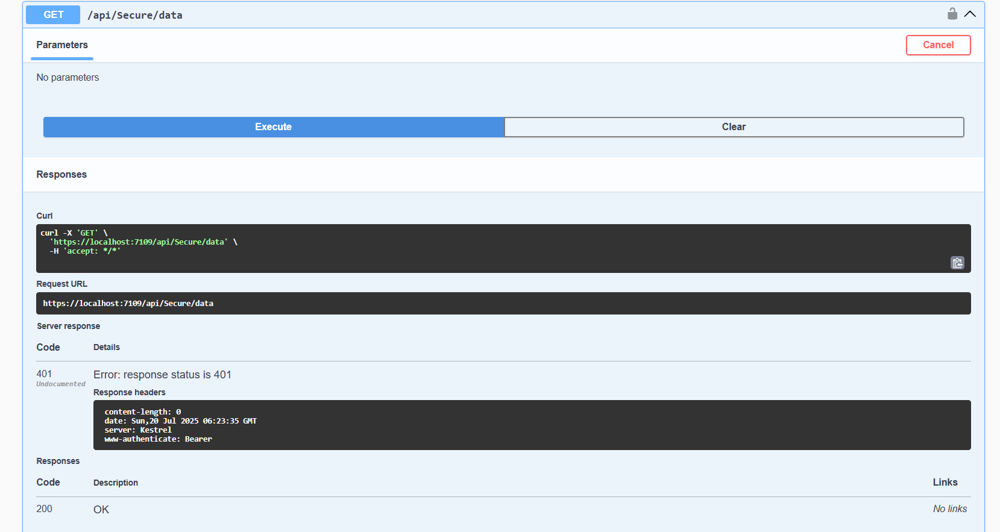 GET /api/Secure/data
Parameters
Cancel
No parameters
Execute
Clear
Responses
Curl
curl -X 'GET' \
  'https://localhost:7109/api/Secure/data' \
  -H 'accept: */*'
Request URL
https://localhost:7109/api/Secure/data
Server response
Code Details
401 Error: response status is 401
Undocumented
Response headers
content-length: 0
date: Sun,20 Jul 2025 06:23:35 GMT
server: Kestrel
www-authenticate: Bearer
Responses
Code Description Links
200 OK No links